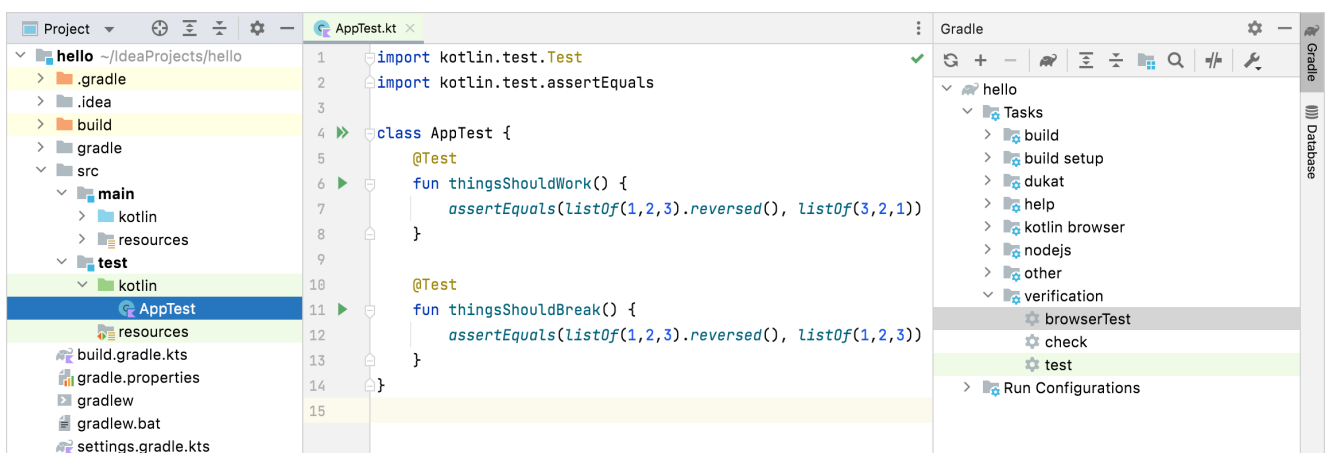 Project
hello ~/IdeaProjects/hello
.gradle
.idea
build
gradle
src
main
kotlin
resources
test
kotlin
AppTest
resources
build.gradle.kts
gradle.properties
gradlew
gradlew.bat
settings.gradle.kts
AppTest.kt
1 import kotlin.test.Test
2 import kotlin.test.assertEquals
3
4 class AppTest {
5 @Test
6 fun thingsShouldWork() {
7 assertEquals(listOf(1,2,3).reversed(), listOf(3,2,1))
8 }
9
10 @Test
11 fun thingsShouldBreak() {
12 assertEquals(listOf(1,2,3).reversed(), listOf(1,2,3))
13 }
14 }
15
Gradle
hello
Tasks
build
build setup
dukat
help
kotlin browser
nodejs
other
verification
browserTest
check
test
Run Configurations
Gradle
Database